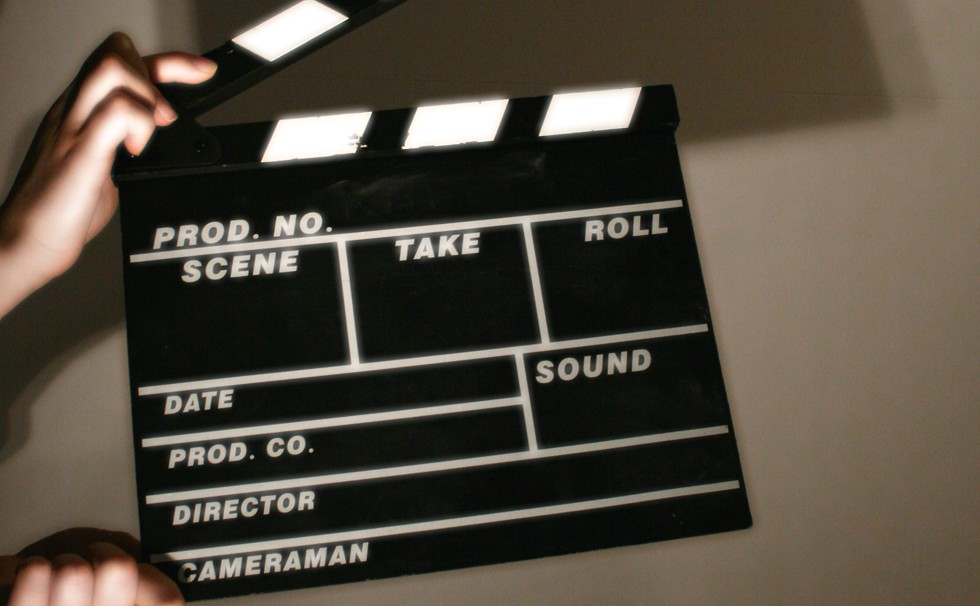 PROD. NO.
SCENE
TAKE
ROLL
DATE
SOUND
PROD. CO.
DIRECTOR
CAMERAMAN